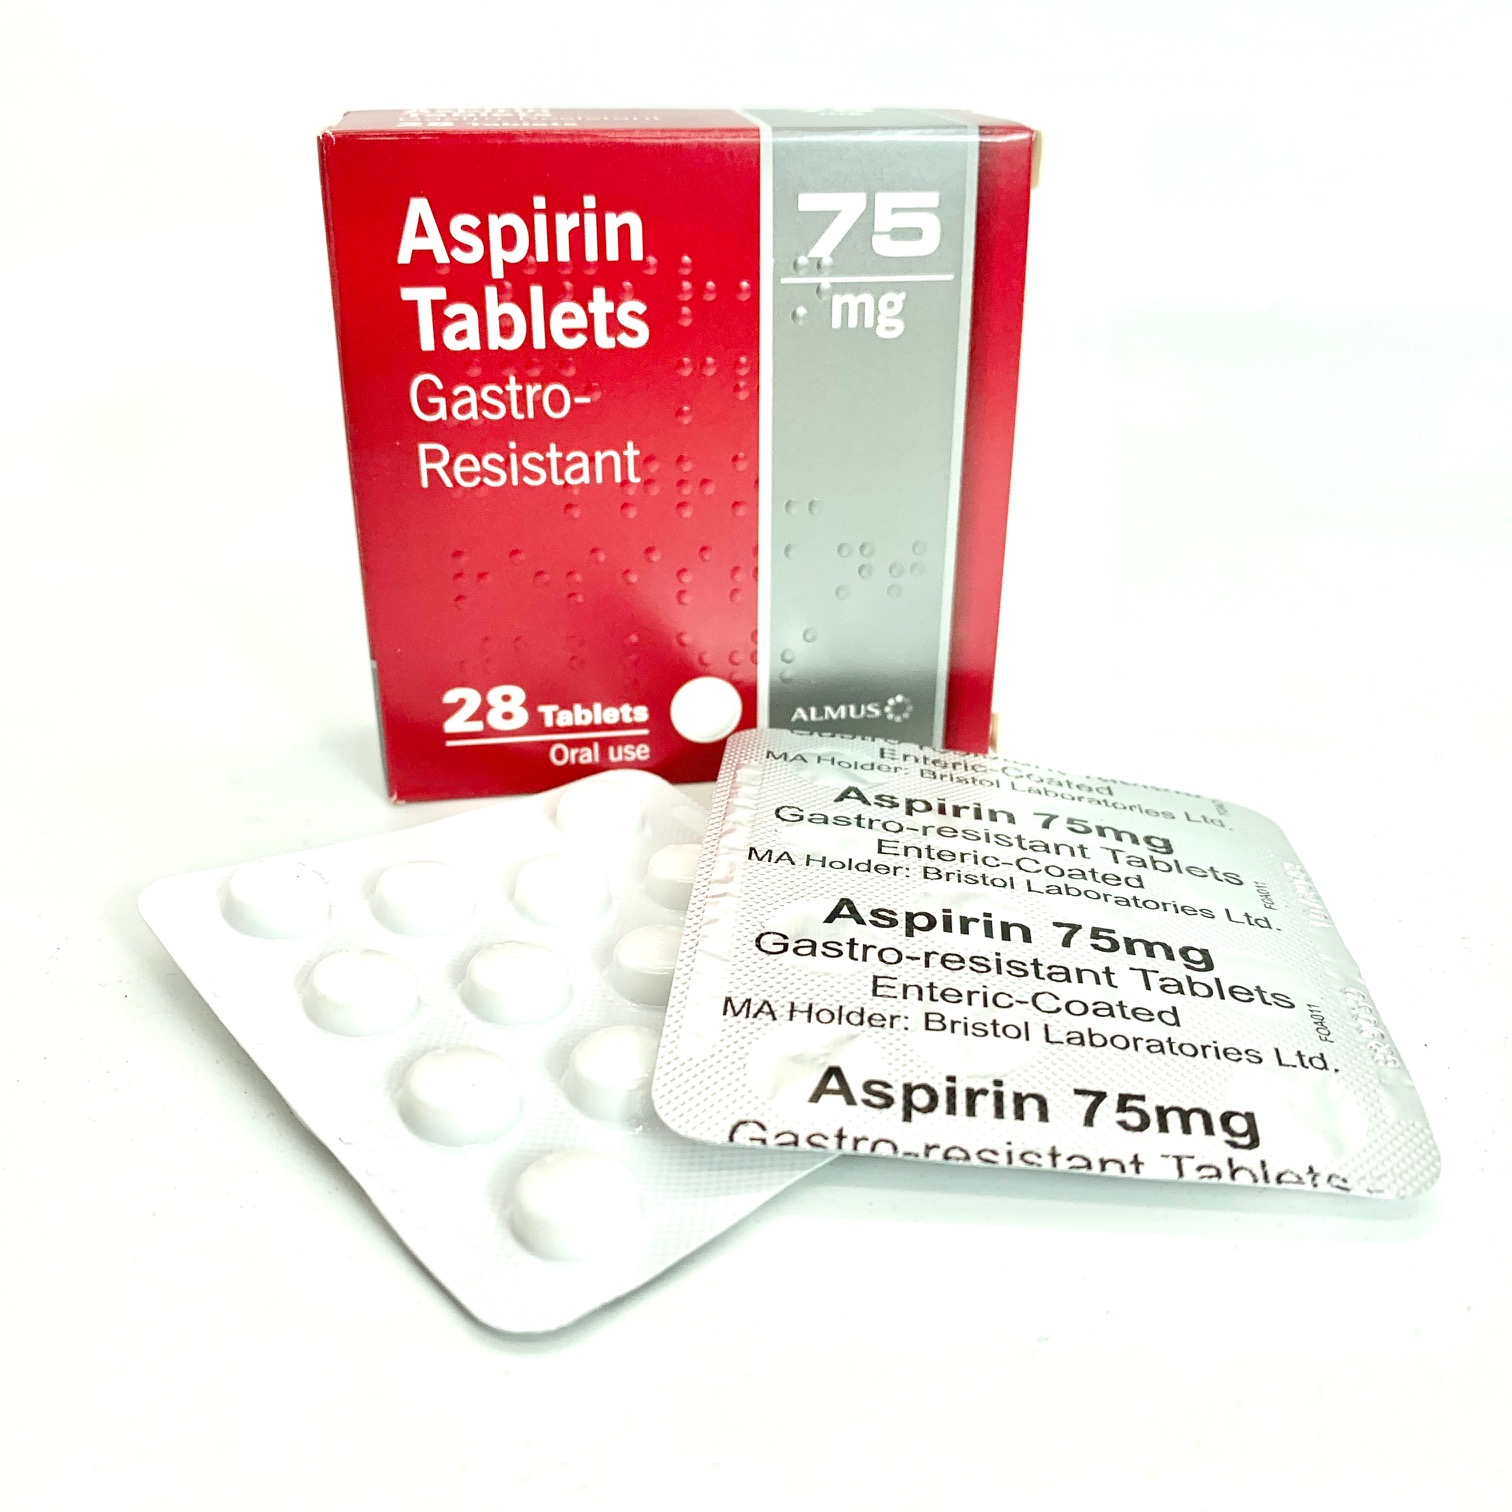 Aspirin
Tablets
Gastro-
Resistant
75
mg
28 Tablets
Oral use
ALMUS
Enteric-Coated
MA Holder: Bristol Laboratories Ltd.
Aspirin 75mg
Gastro-resistant Tablets
Enteric-Coated
MA Holder: Bristol Laboratories Ltd.
FOA011
Aspirin 75mg
Gastro-resistant Tablets
Enteric-Coated
MA Holder: Bristol Laboratories Ltd.
FOA011
Aspirin 75mg
Gastro-resistant Tablets